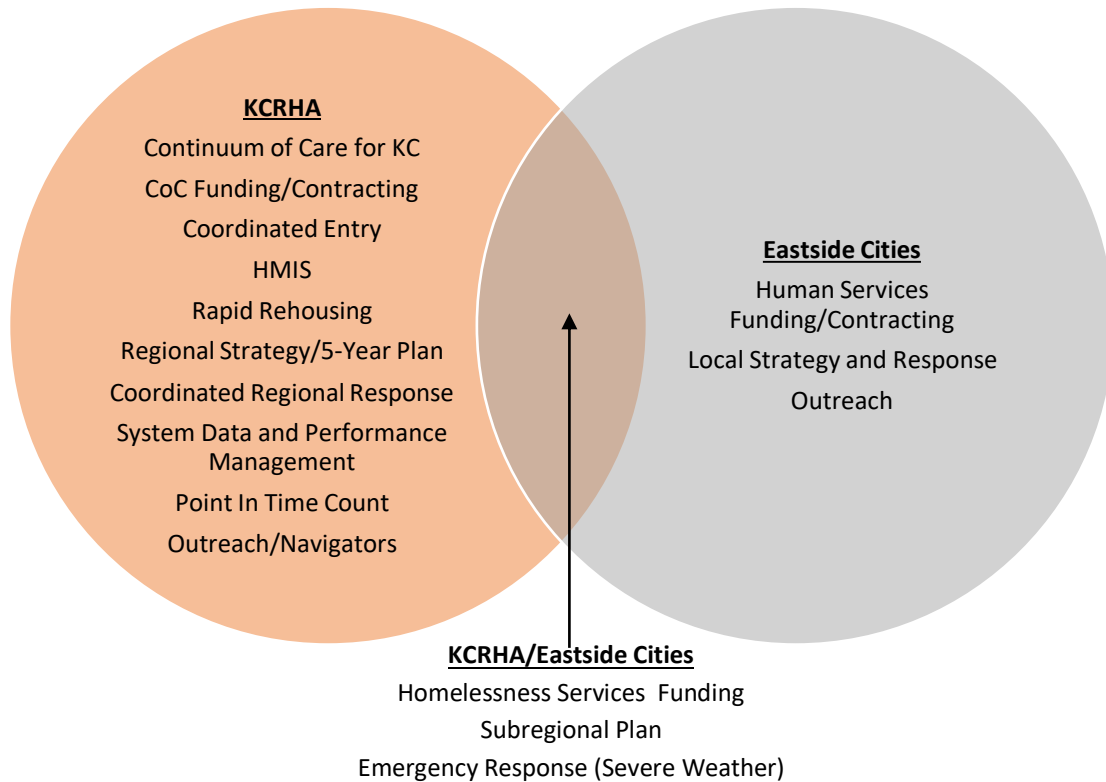 KCRHA
Continuum of Care for KC
CoC Funding/Contracting
Coordinated Entry
HMIS
Rapid Rehousing
Regional Strategy/5-Year Plan
Coordinated Regional Response
System Data and Performance
Management
Point In Time Count
Outreach/Navigators
Eastside Cities
Human Services
Funding/Contracting
Local Strategy and Response
Outreach
KCRHA/Eastside Cities
Homelessness Services Funding
Subregional Plan
Emergency Response (Severe Weather)